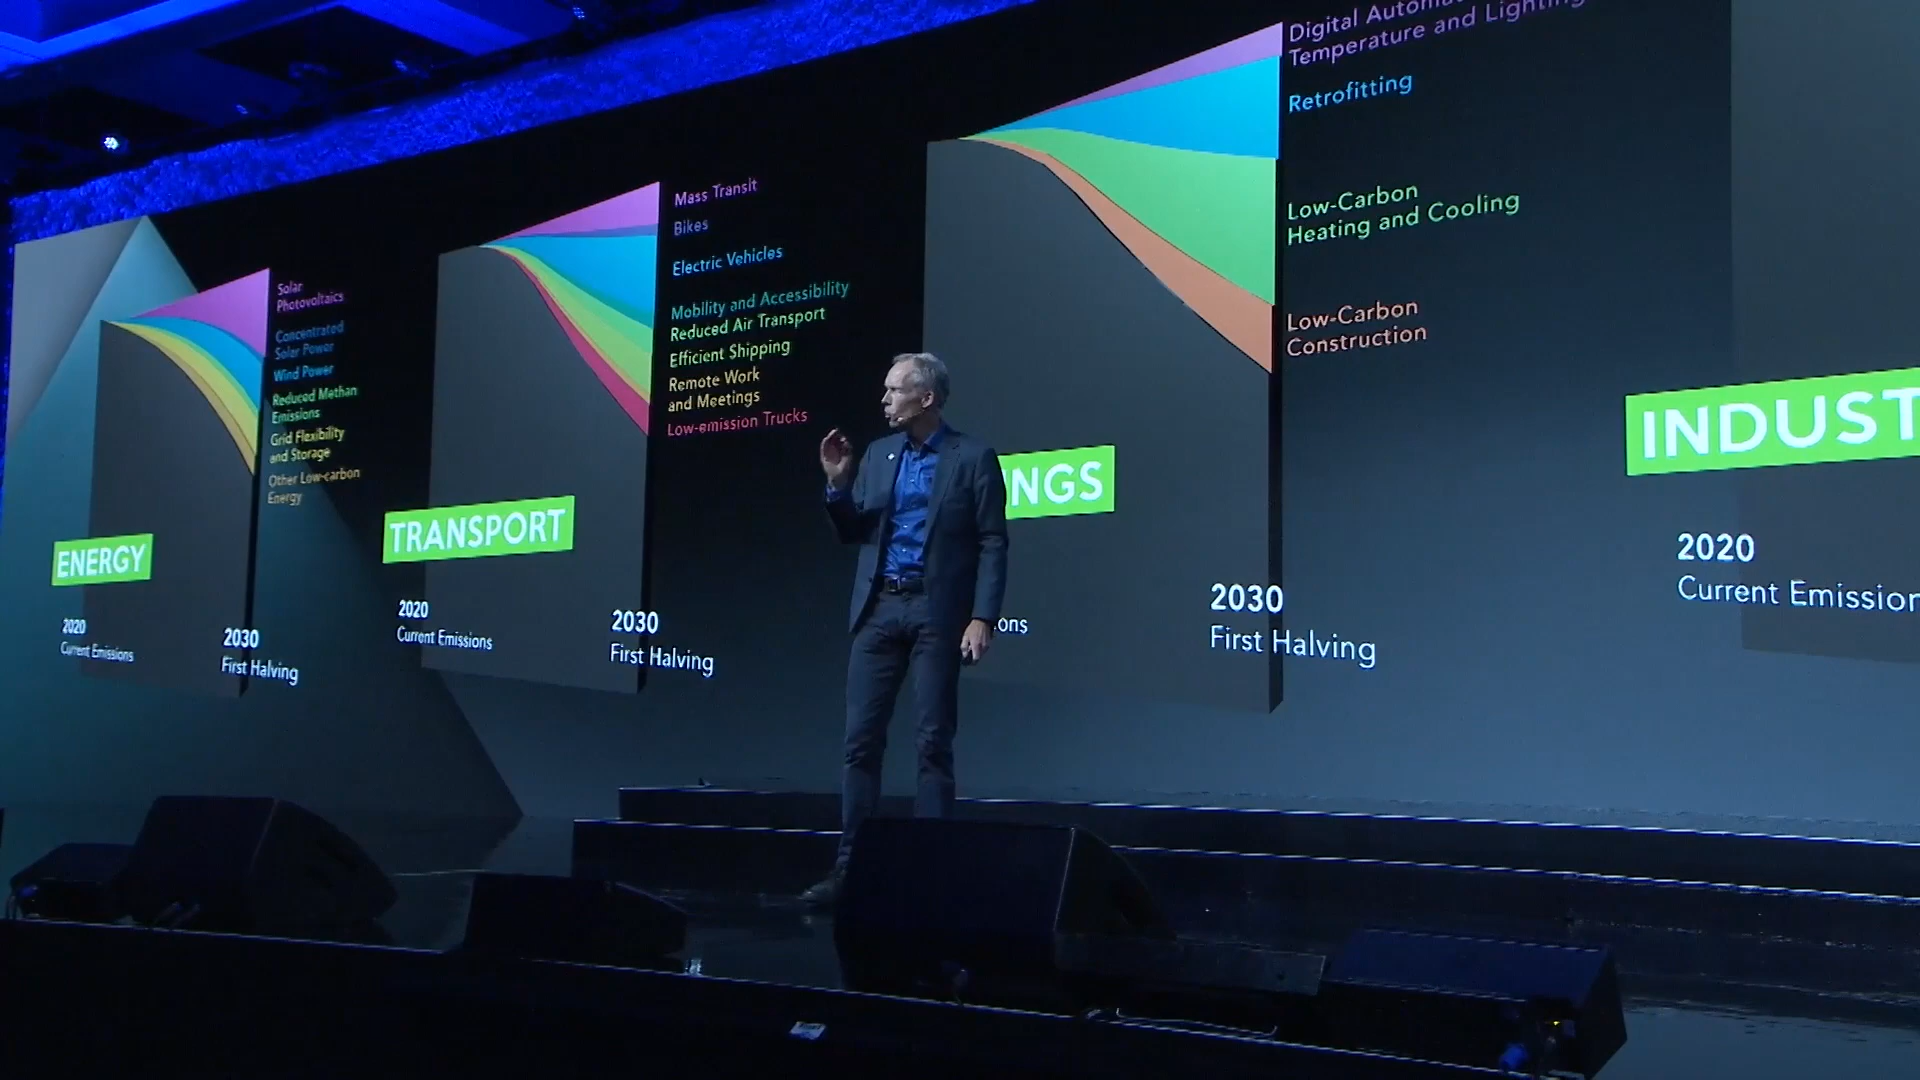 Solar
Photovoltaics
Concentrated
Solar Power
Wind Power
Reduced Methan
Emissions
Grid Flexibility
and Storage
Other Low-carbon
Energy
ENERGY
2020
Current Emissions
2030
First Halving
Mass Transit
Bikes
Electric Vehicles
Mobility and Accessibility
Reduced Air Transport
Efficient Shipping
Remote Work
and Meetings
Low-emission Trucks
TRANSPORT
2020
Current Emissions
2030
First Halving
Digital Automa
Temperature and Lighting
Retrofitting
Low-Carbon
Heating and Cooling
Low-Carbon
Construction
NGS
ons
2030
First Halving
INDUST
2020
Current Emission